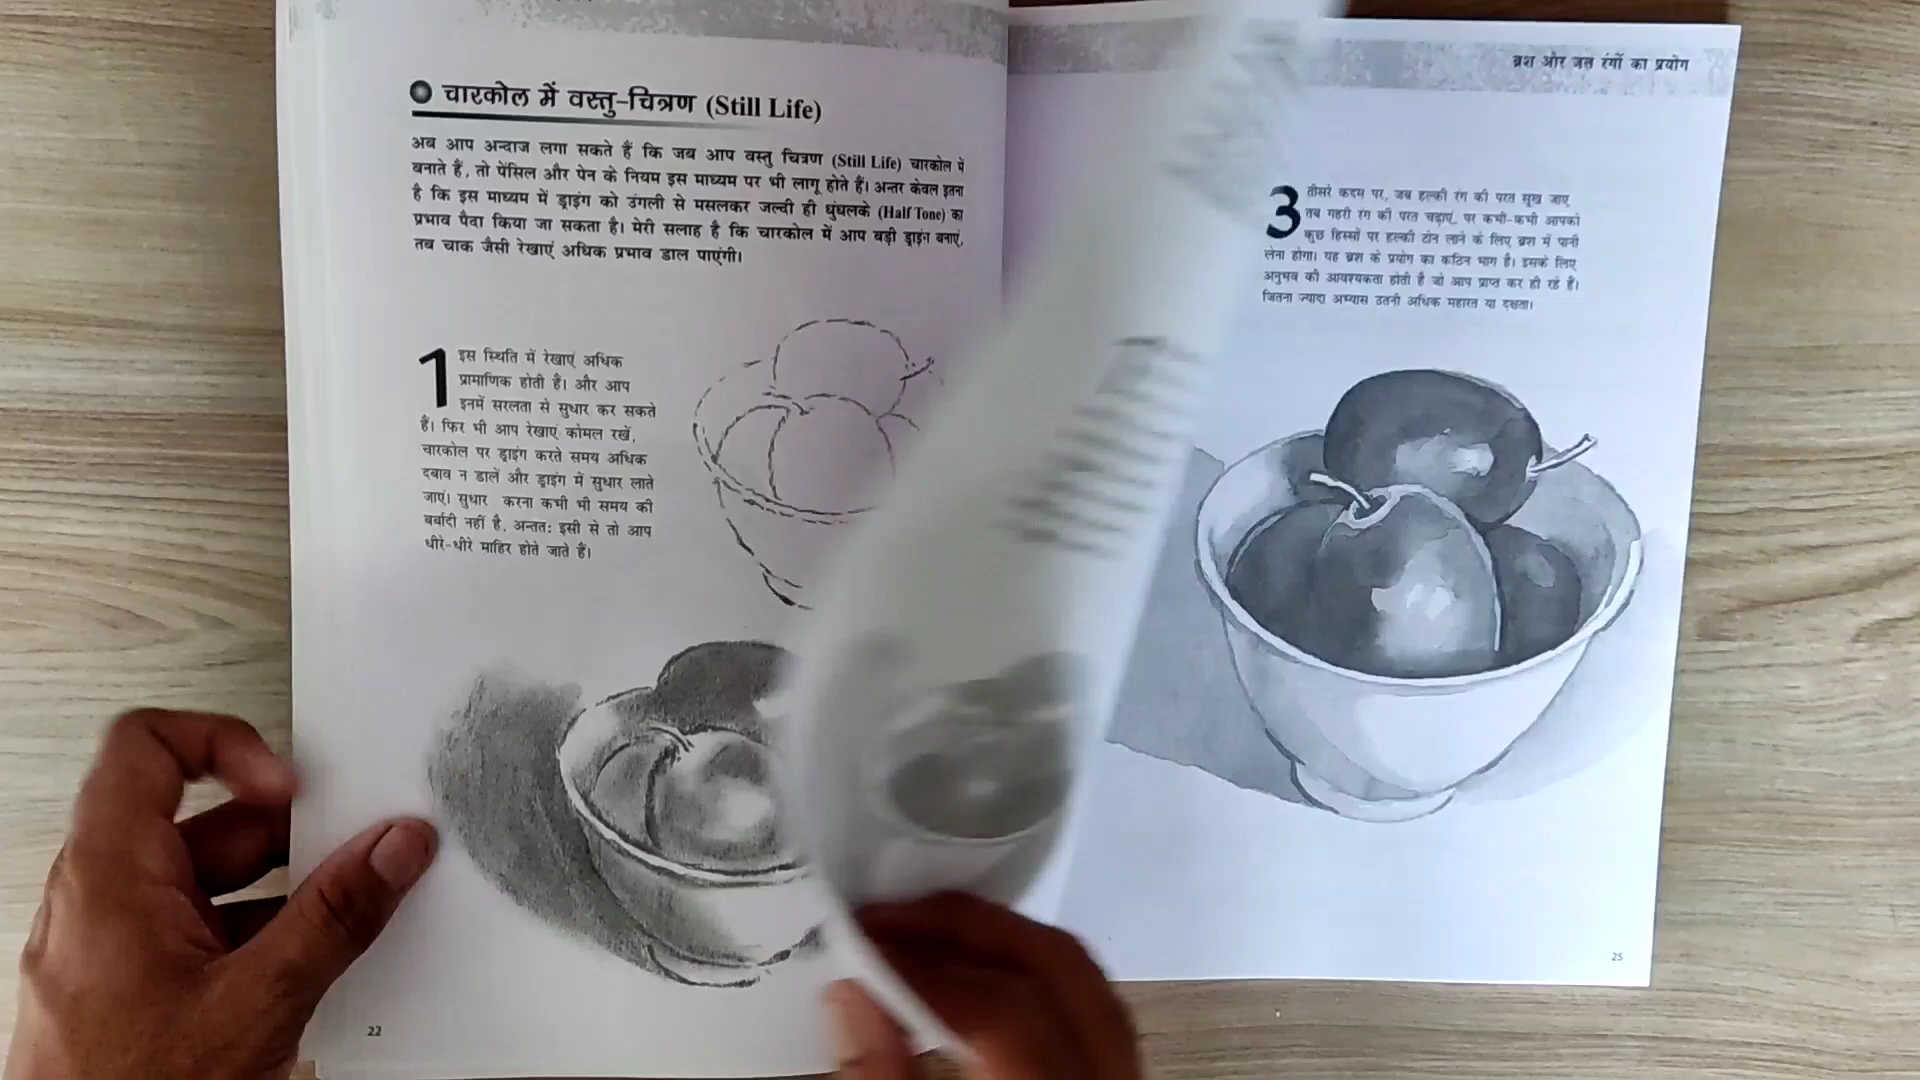 चारकोल में वस्तु-चित्रण (Still Life)
अब आप अन्दाज लगा सकते हैं कि जब आप वस्तु चित्रण (Still Life) चारकोल में
बनाते हैं, तो पेंसिल और पेन के नियम इस माध्यम पर भी लागू होते हैं। अन्तर केवल इतना
है कि इस माध्यम में ड्राइंग को उंगली से मसलकर जल्दी ही धुंधलके (Half Tone) का
प्रभाव पैदा किया जा सकता है। मेरी सलाह है कि चारकोल में आप बड़ी ड्राइंग बनाएं,
तब चाक जैसी रेखाएं अधिक प्रभाव डाल पाएंगी।
1 इस स्थिति में रेखाएं अधिक
प्रामाणिक होती हैं। और आप
इनमें सरलता से सुधार कर सकते
हैं। फिर भी आप रेखाएं कोमल रखें,
चारकोल पर ड्राइंग करते समय अधिक
दबाव न डालें और ड्राइंग में सुधार लाते
जाएं। सुधार करना कभी भी समय की
बर्बादी नहीं है, अन्ततः इसी से तो आप
धीरे-धीरे माहिर होते जाते हैं।
22
ब्रश और जल रंगों का प्रयोग
3 तीसरे कदम पर, जब हल्की रंग की परत सूख जाए
तब गहरी रंग की परत चढ़ाएं, पर कभी-कभी आपको
कुछ हिस्सों पर हल्की टोन लाने के लिए ब्रश में पानी
लेना होगा। यह ब्रश के प्रयोग का कठिन भाग है। इसके लिए
अनुभव की आवश्यकता होती है जो आप प्राप्त कर ही रहे हैं।
जितना ज्यादा अभ्यास उतनी अधिक महारत या दक्षता।
25